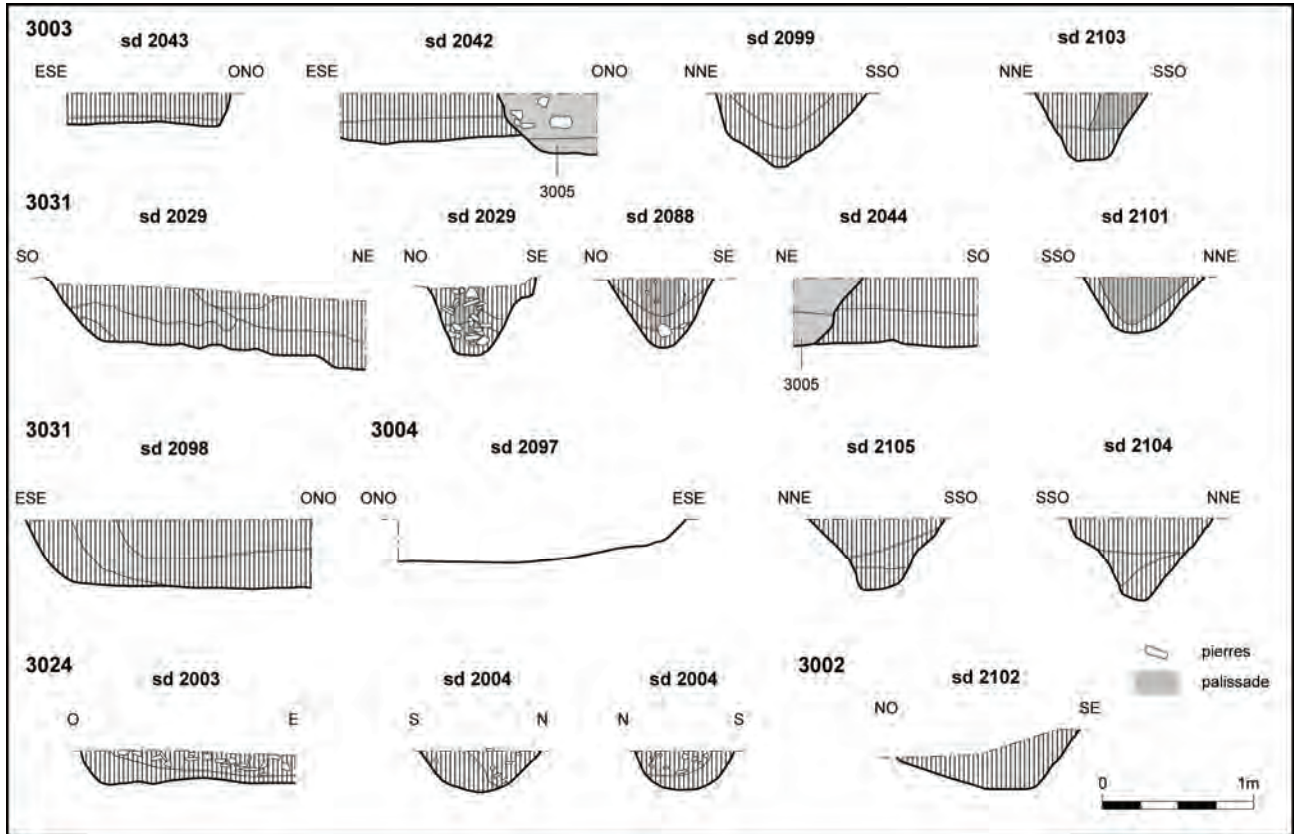 3003
sd 2043 sd 2042 sd 2099 sd 2103
ESE ONO ESE ONO NNE SSO NNE SSO
3005
3031
sd 2029 sd 2029 sd 2088 sd 2044 sd 2101
SO NE NO SE NO SE NE SO SSO NNE
3005
3031 3004
sd 2098 sd 2097 sd 2105 sd 2104
ESE ONO ONO ESE NNE SSO SSO NNE
3024 3002
sd 2003 sd 2004 sd 2004 sd 2102
O E S N N S NO SE
pierres
palissade
0 1m